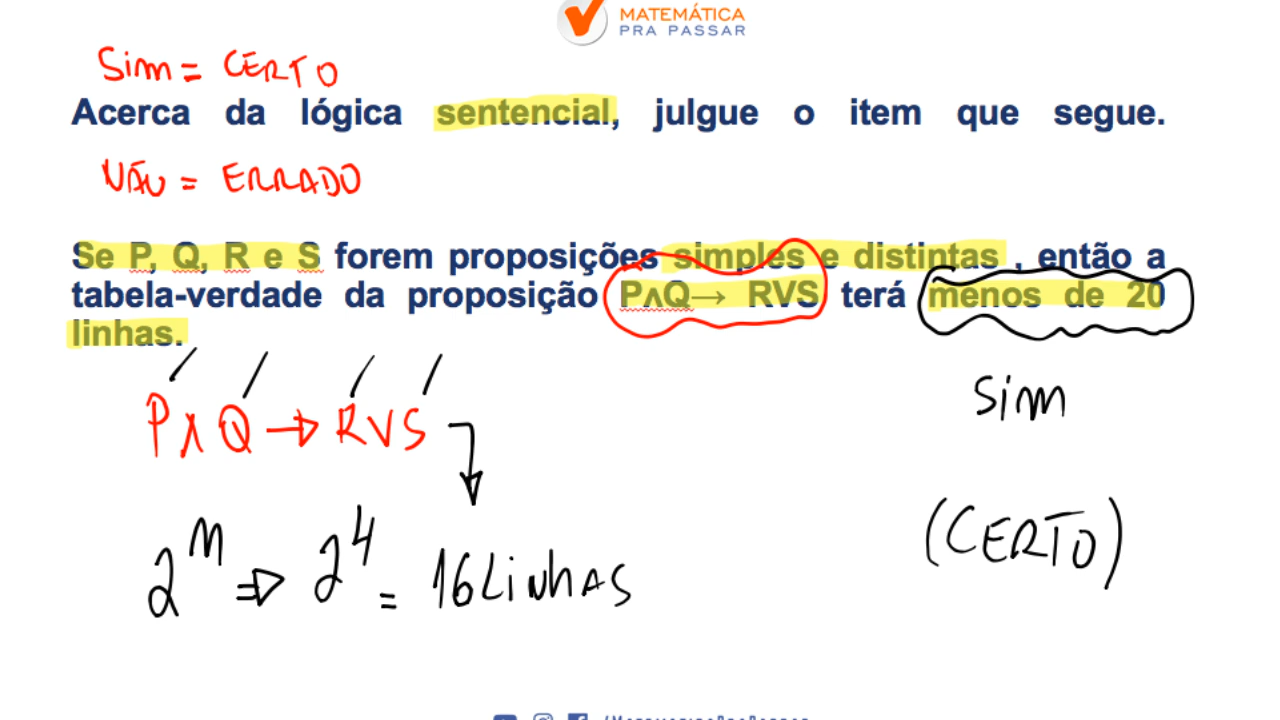 MATEMÁTICA
PRA PASSAR
Sim = CERTO
Acerca da lógica sentencial, julgue o item que segue.
NÃO = ERRADO
Se P, Q, R e S forem proposições simples e distintas , então a
tabela-verdade da proposição PΛQ→ RVS terá menos de 20
linhas.
PΛQ → RVS
Sim
2^n ⇒ 2^4 = 16 Linhas
(CERTO)